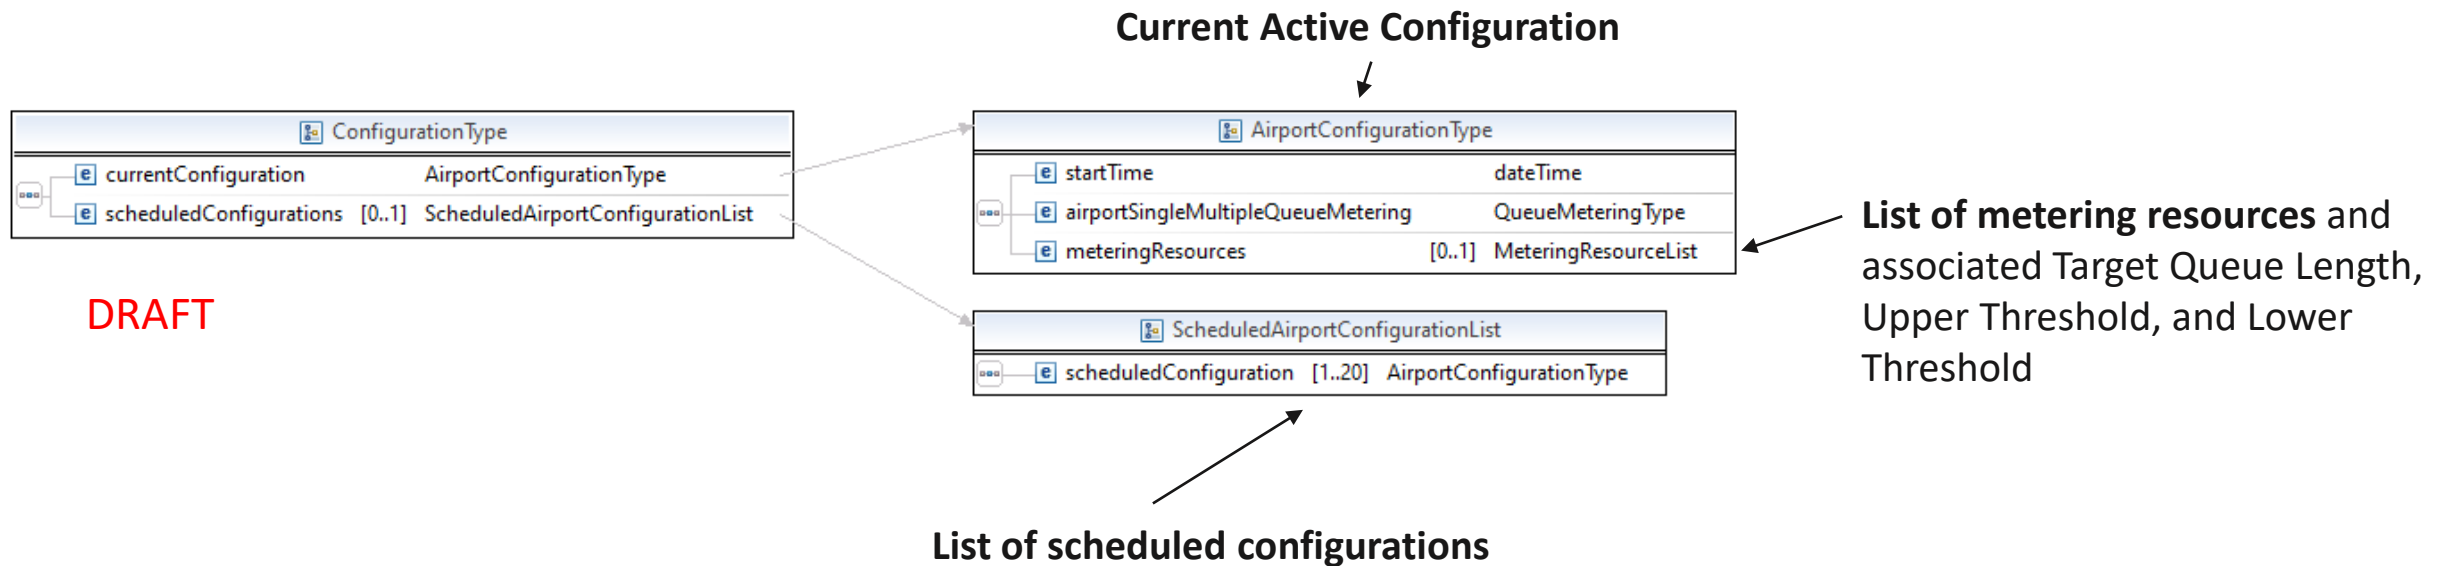 Current Active Configuration
ConfigurationType
currentConfiguration AirportConfigurationType
scheduledConfigurations [0..1] ScheduledAirportConfigurationList
DRAFT
AirportConfigurationType
startTime dateTime
airportSingleMultipleQueueMetering QueueMeteringType
meteringResources [0..1] MeteringResourceList
List of metering resources and
associated Target Queue Length,
Upper Threshold, and Lower
Threshold
ScheduledAirportConfigurationList
scheduledConfiguration [1..20] AirportConfigurationType
List of scheduled configurations